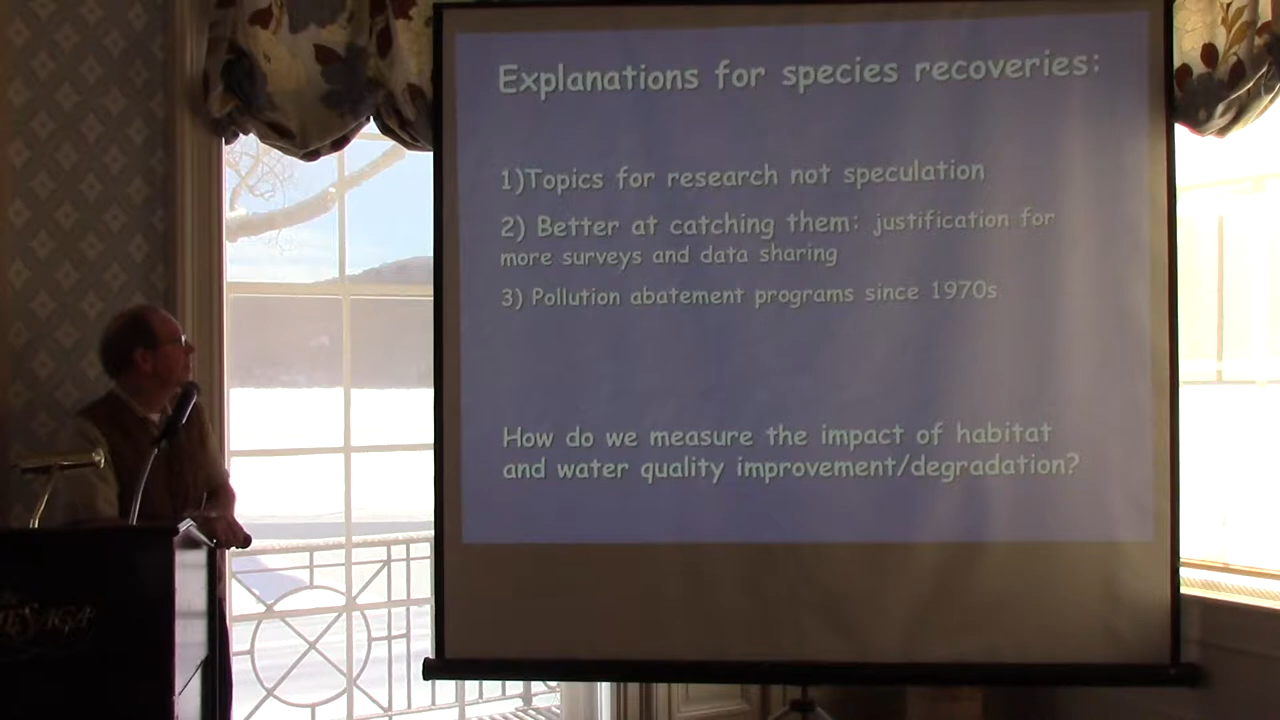 Explanations for species recoveries:
1)Topics for research not speculation
2) Better at catching them: justification for
more surveys and data sharing
3) Pollution abatement programs since 1970s
How do we measure the impact of habitat
and water quality improvement/degradation?